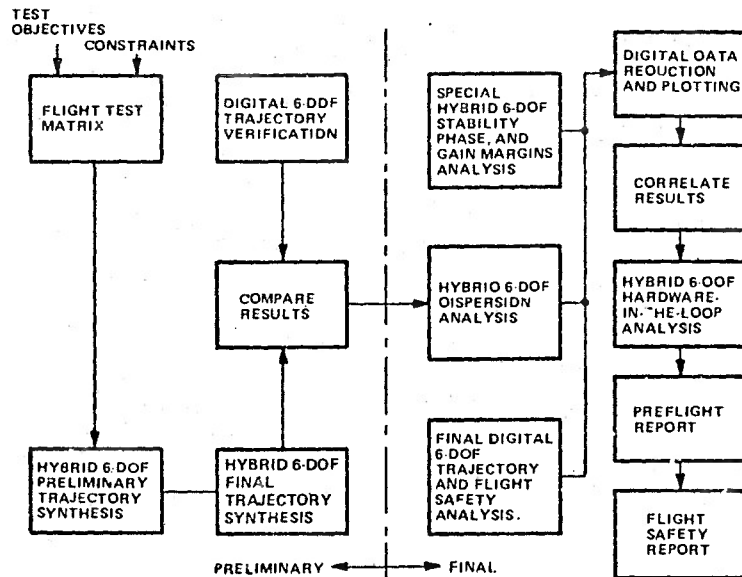 TEST
OBJECTIVES
CONSTRAINTS
FLIGHT TEST
MATRIX
DIGITAL 6-DDF
TRAJECTORY
VERIFICATION
COMPARE
RESULTS
HYBRID 6-DOF
PRELIMINARY
TRAJECTORY
SYNTHESIS
HYBRID 6-DOF
FINAL
TRAJECTORY
SYNTHESIS
SPECIAL
HYBRID 6-DOF
STABILITY
PHASE, AND
GAIN MARGINS
ANALYSIS
HYBRIO 6-DOF
DISPERSIDN
ANALYSIS
FINAL DIGITAL
6-DOF
TRAJECTORY
AND FLIGHT
SAFETY
ANALYSIS.
DIGITAL DATA
REDUCTION
AND PLOTTING
CORRELATE
RESULTS
HYBRID 6-DOF
HARDWARE-
IN-THE-LOOP
ANALYSIS
PREFLIGHT
REPORT
FLIGHT
SAFETY
REPORT
PRELIMINARY
FINAL